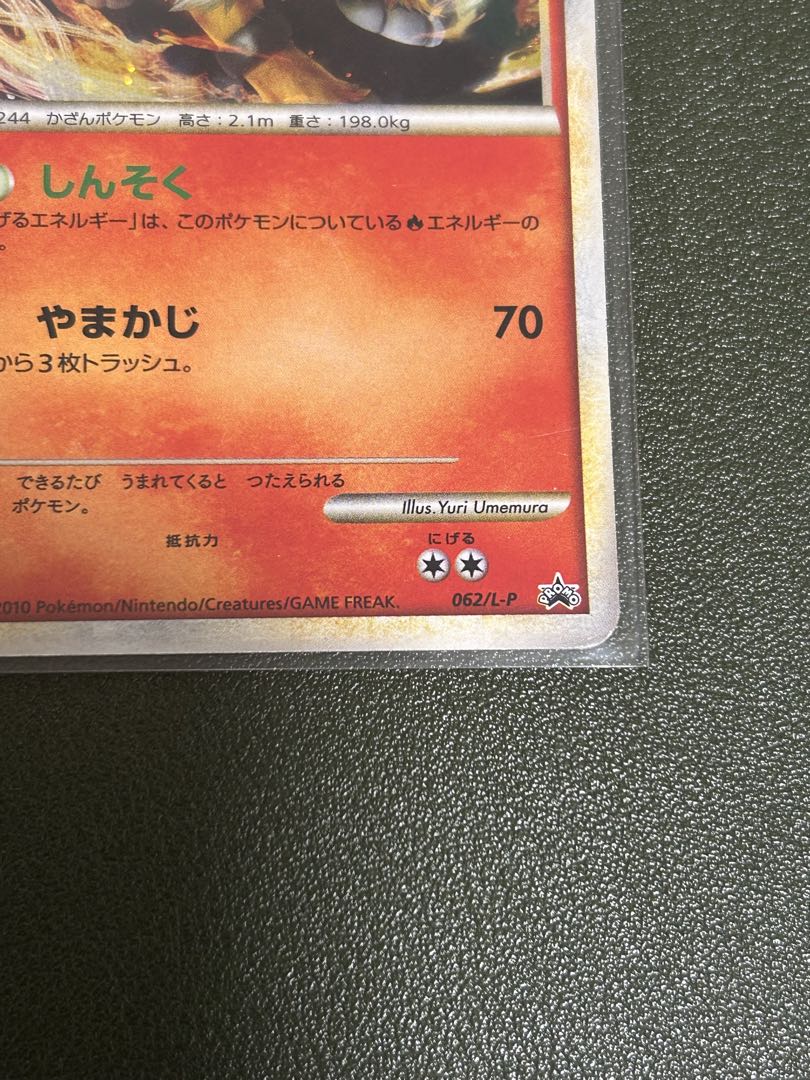 244 かざんポケモン 高さ:2.1m 重さ:198.0kg
しんそく
げるエネルギー」は、このポケモンについている🔥エネルギーの
。
やまかじ 70
から3枚トラッシュ。
できるたび うまれてくると つたえられる
ポケモン。
Illus.Yuri Umemura
抵抗力 にげる
2010 Pokémon/Nintendo/Creatures/GAME FREAK. 062/L-P PROMO